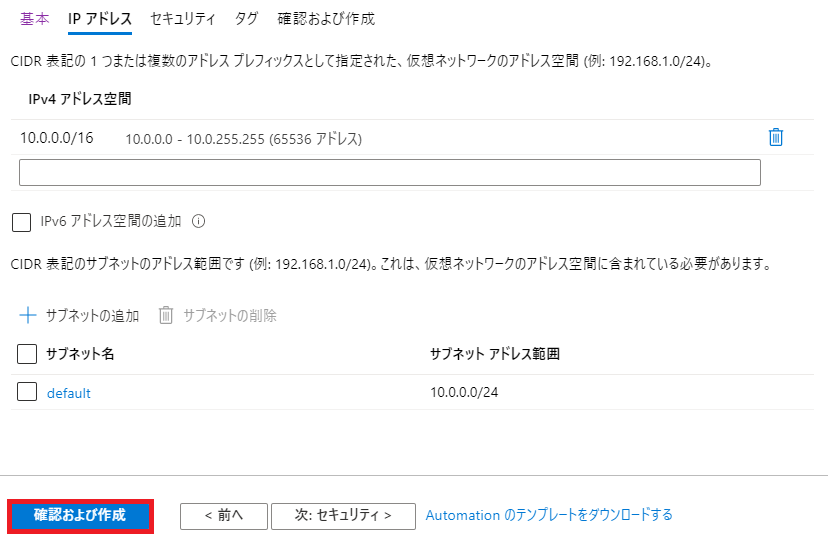 基本 IP アドレス セキュリティ タグ 確認および作成
CIDR 表記の 1 つまたは複数のアドレス プレフィックスとして指定された、仮想ネットワークのアドレス空間 (例: 192.168.1.0/24)。
IPv4 アドレス空間
10.0.0.0/16 10.0.0.0 - 10.0.255.255 (65536 アドレス)
IPv6 アドレス空間の追加
CIDR 表記のサブネットのアドレス範囲です (例: 192.168.1.0/24)。これは、仮想ネットワークのアドレス空間に含まれている必要があります。
サブネットの追加 サブネットの削除
サブネット名 サブネット アドレス範囲
default 10.0.0.0/24
確認および作成 < 前へ 次: セキュリティ > Automation のテンプレートをダウンロードする